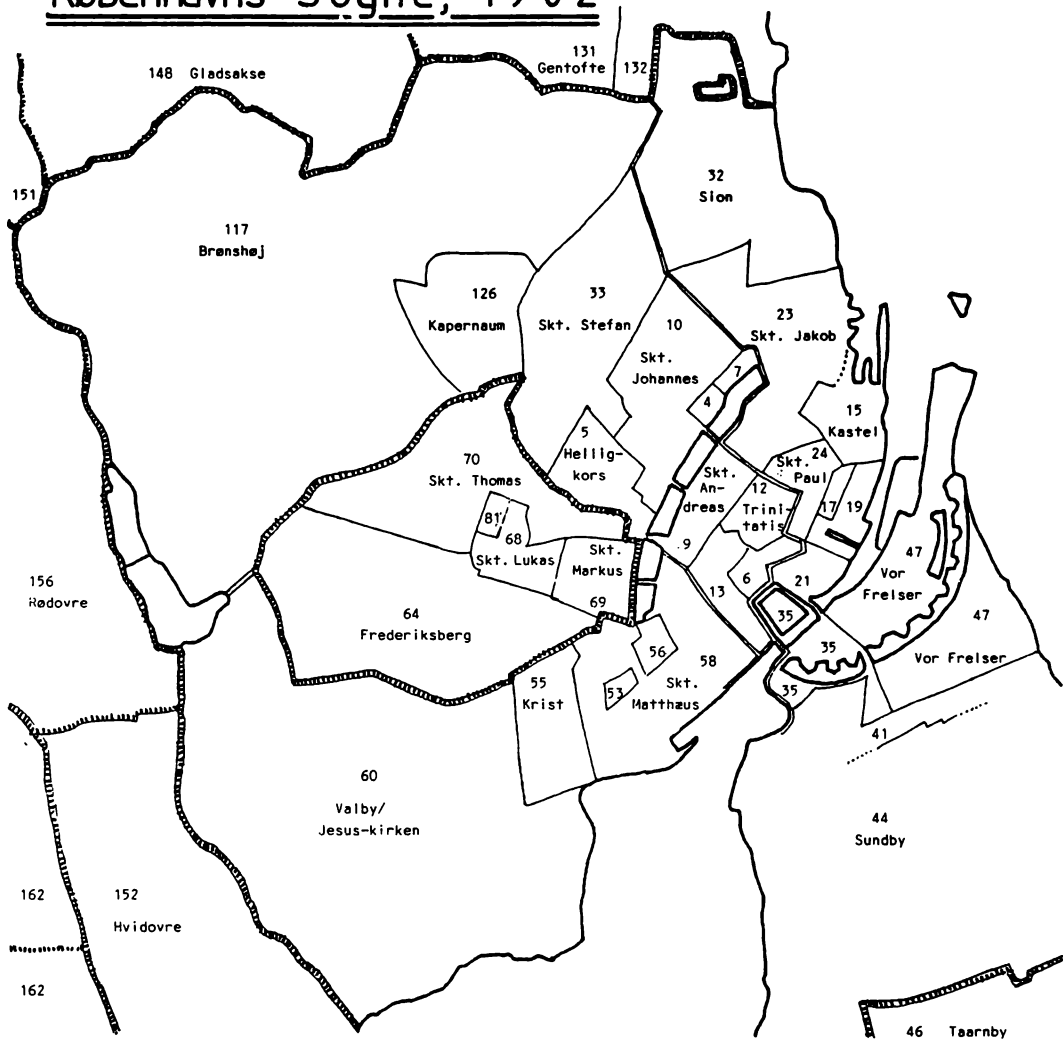 Københavns Sogne, 1902
131
Gentofte
132
148 Gladsakse
151
32
Sion
117
Brønshøj
126
Kapernaum
33
Skt. Stefan
10
Skt.
Johannes
23
Skt. Jakob
7
4
15
Kastel
5
Hellig-
kors
70
Skt. Thomas
81
68
Skt. Lukas
Skt.
Markus
69
Skt.
An-
dreas
9
12
Trini-
tatis
24
Skt.
Paul
17
19
13
6
21
35
35
35
47
Vor
Frelser
47
Vor Frelser
41
156
Rødovre
64
Frederiksberg
55
Krist
56
53
58
Skt.
Matthæus
60
Valby/
Jesus-kirken
44
Sundby
162
152
Hvidovre
162
46 Taarnby